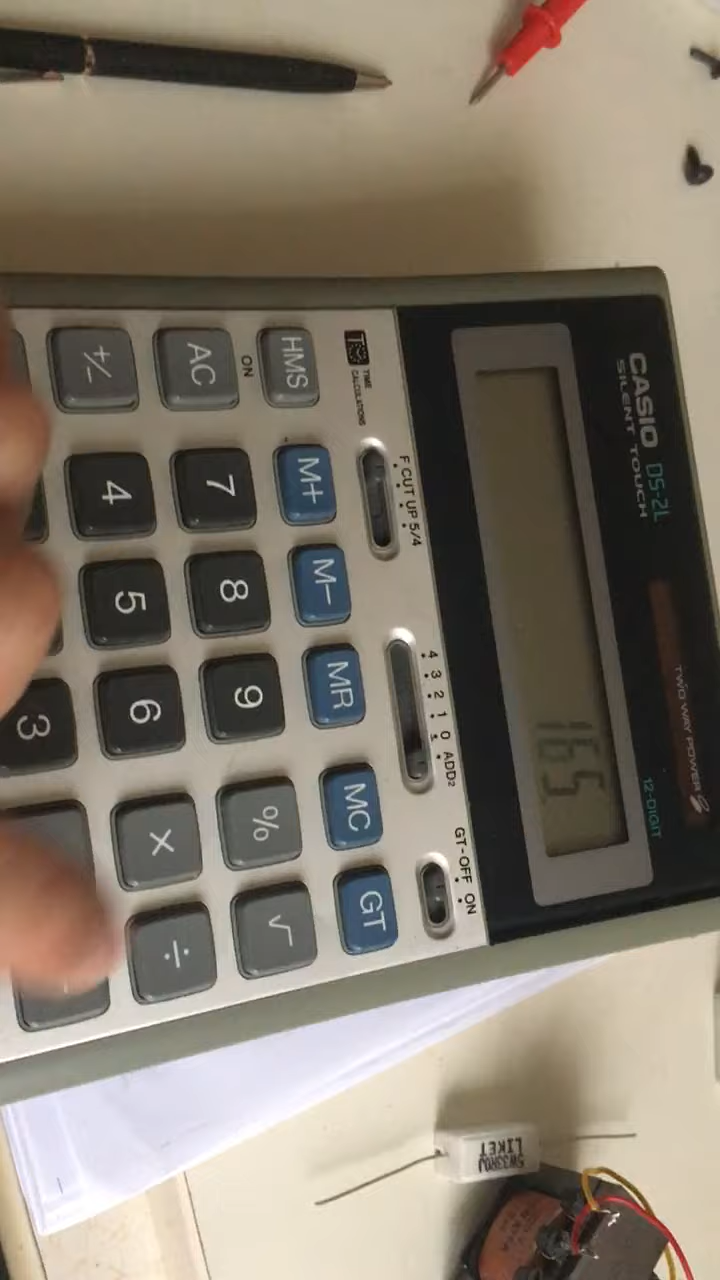 CASIO DS-2L
SILENT TOUCH
TWO WAY POWER
12-DIGIT
165
F CUT UP 5/4
4 3 2 1 0 ADD2
GT-OFF ON
TIME
CALCULATIONS
HMS M+ M- MR MC GT
ON
AC 7 8 9 % √
+/- 4 5 6 × ÷
3
LIKET